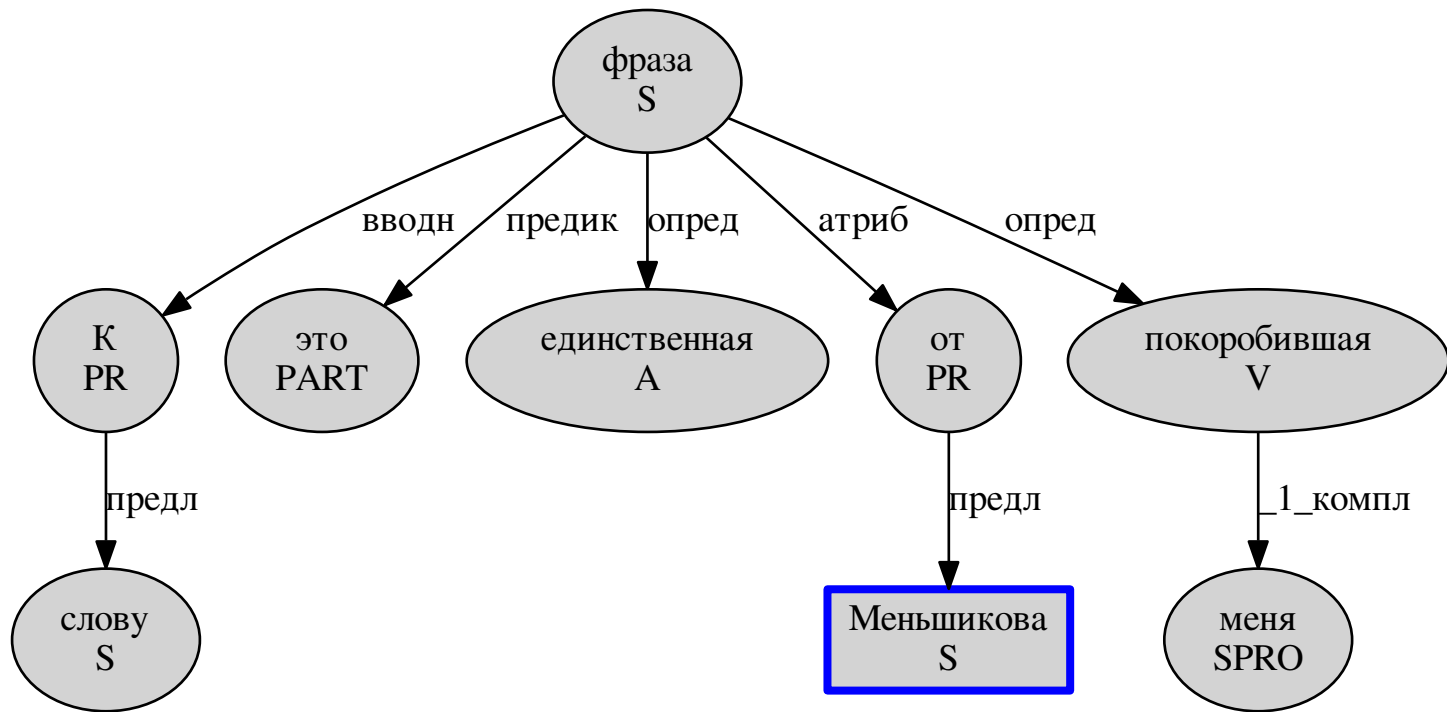 фраза
S
вводн
предик
опред
атриб
опред
К
PR
это
PART
единственная
A
от
PR
покоробившая
V
предл
предл
_1_компл
слову
S
Меньшикова
S
меня
SPRO